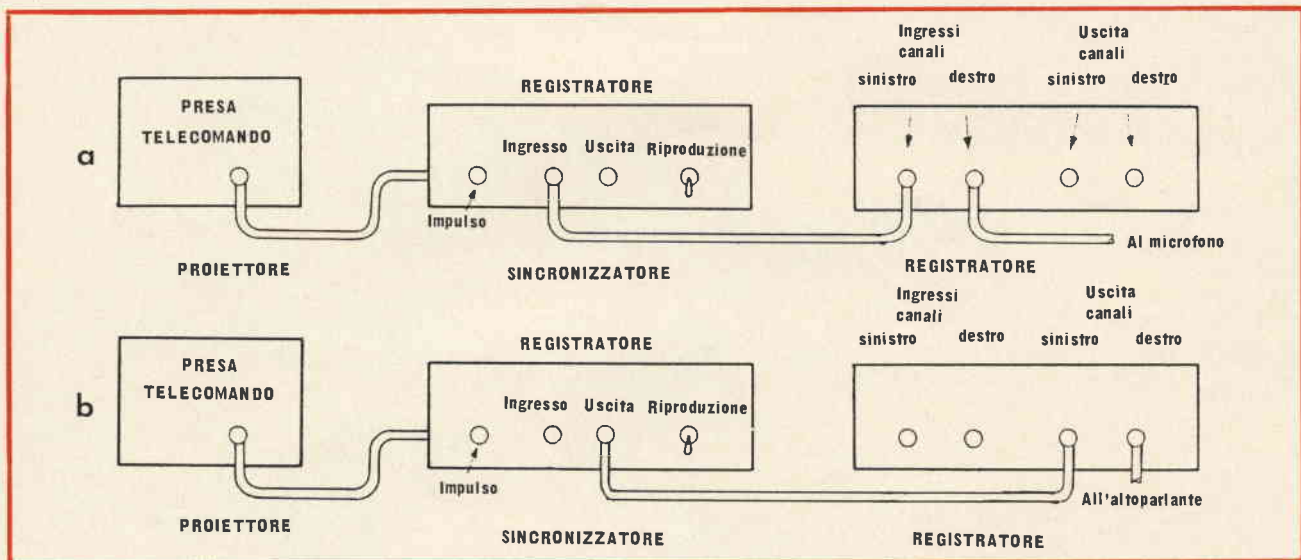 a
PRESA
TELECOMANDO
PROIETTORE
REGISTRATORE
Ingresso Uscita Riproduzione
Impulso
SINCRONIZZATORE
Ingressi
canali
Uscita
canali
sinistro destro sinistro destro
Al microfono
REGISTRATORE
b
PRESA
TELECOMANDO
PROIETTORE
REGISTRATORE
Ingresso Uscita Riproduzione
Impulso
SINCRONIZZATORE
Ingressi
canali
Uscita
canali
sinistro destro sinistro destro
All'altoparlante
REGISTRATORE